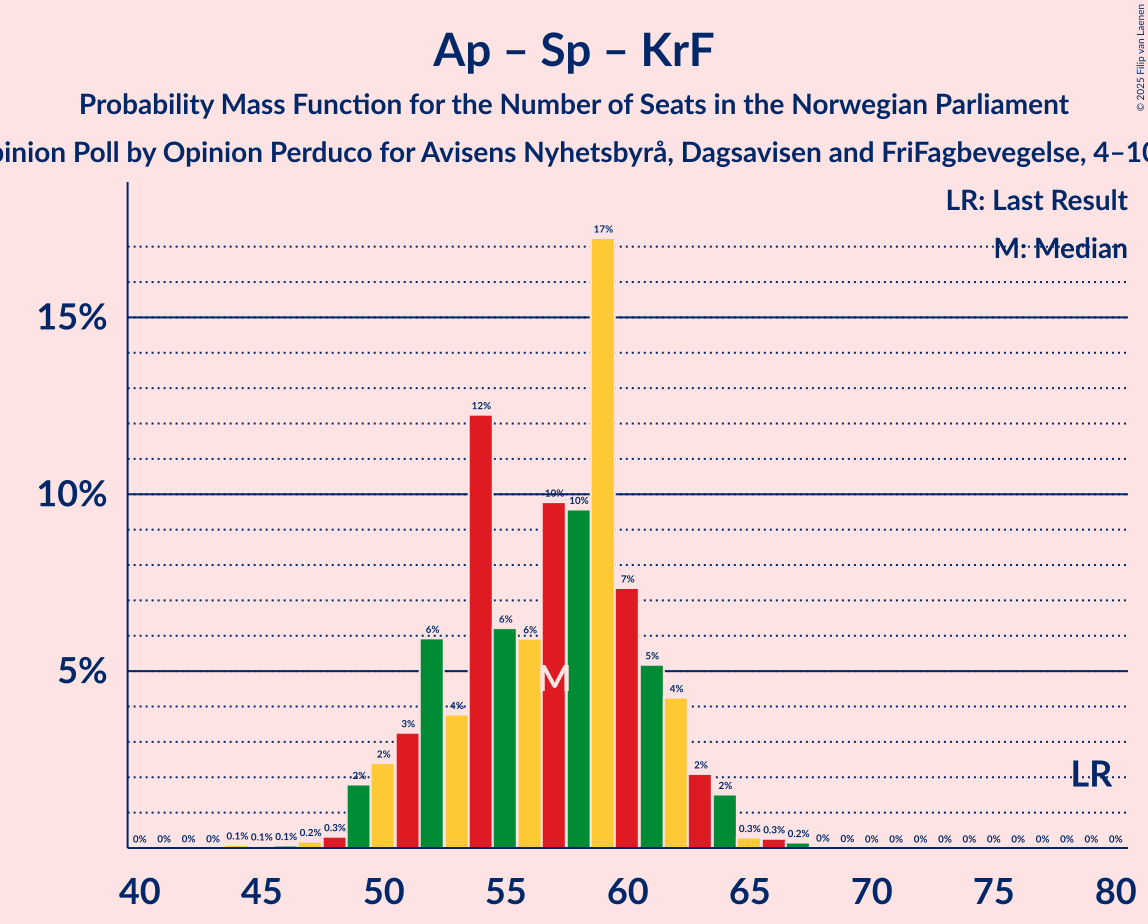 © 2025 Filip van Laenen
Ap – Sp – KrF
Probability Mass Function for the Number of Seats in the Norwegian Parliament
pinion Poll by Opinion Perduco for Avisens Nyhetsbyrå, Dagsavisen and FriFagbevegelse, 4–10
LR: Last Result
M: Median
17%
15%
12%
10%
10% 10%
7%
6% 6% 6%
5%
5%
M
4% 4%
3%
2% 2% 2% 2%
LR
0% 0% 0% 0% 0.1% 0.1% 0.1% 0.2% 0.3% 0.3% 0.3% 0.2% 0% 0% 0% 0% 0% 0% 0% 0% 0% 0% 0% 0% 0%
40 45 50 55 60 65 70 75 80